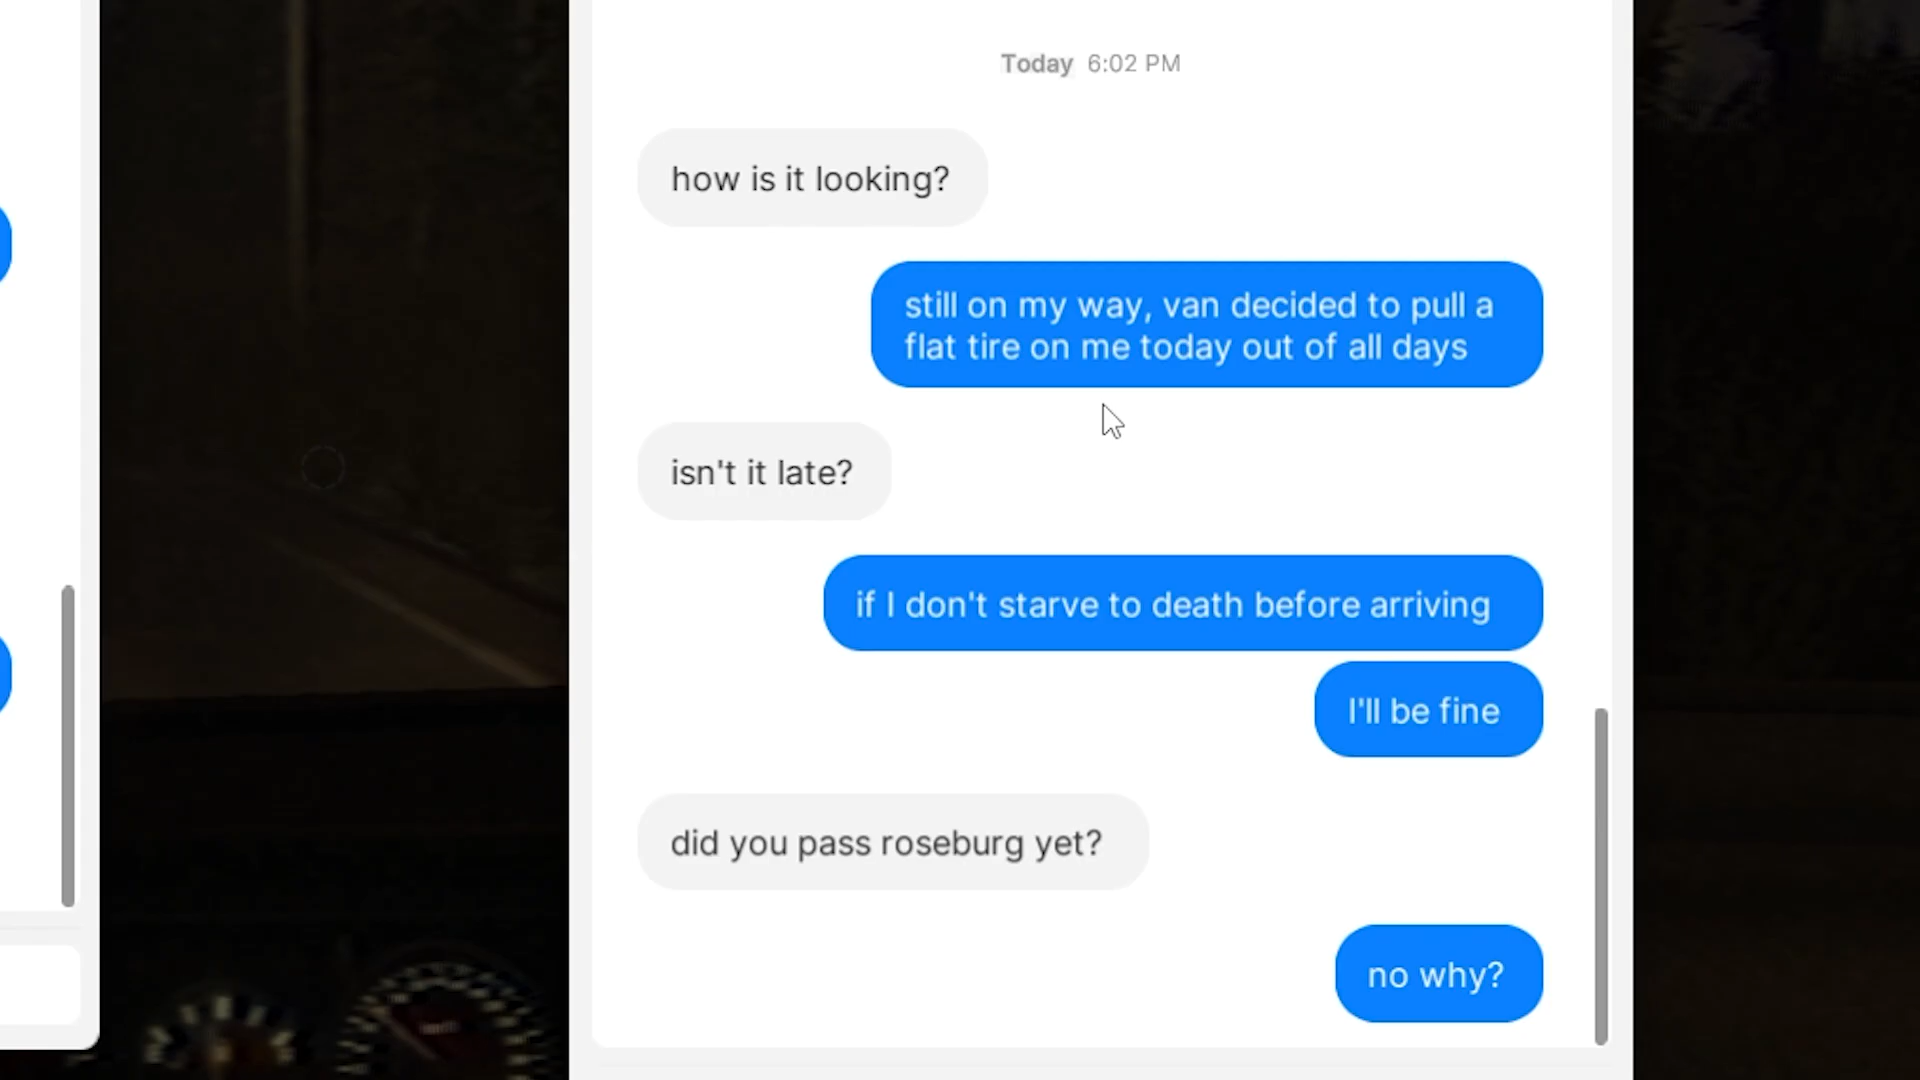 Today 6:02 PM
how is it looking?
still on my way, van decided to pull a
flat tire on me today out of all days
isn't it late?
if I don't starve to death before arriving
I'll be fine
did you pass roseburg yet?
no why?